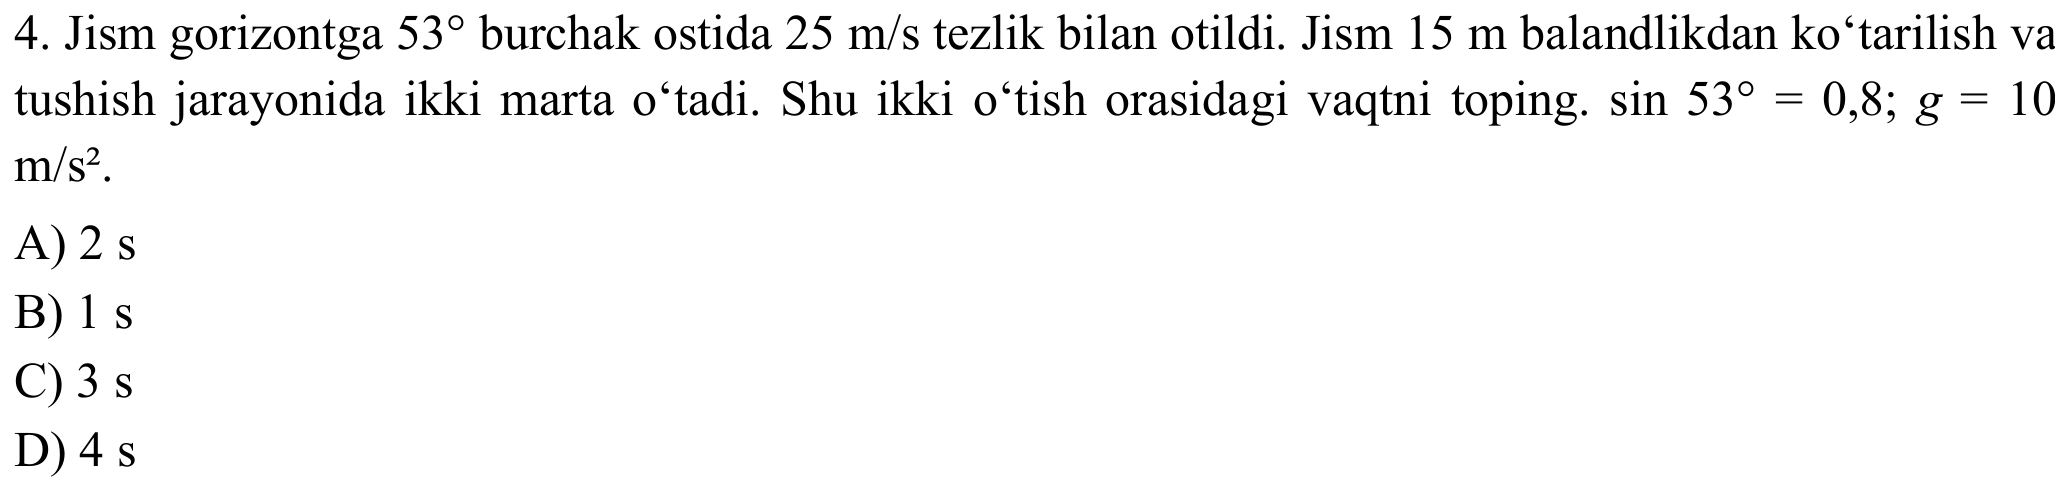 4. Jism gorizontga 53° burchak ostida 25 m/s tezlik bilan otildi. Jism 15 m balandlikdan ko‘tarilish va
tushish jarayonida ikki marta o‘tadi. Shu ikki o‘tish orasidagi vaqtni toping. sin 53° = 0,8; g = 10
m/s².
A) 2 s
B) 1 s
C) 3 s
D) 4 s